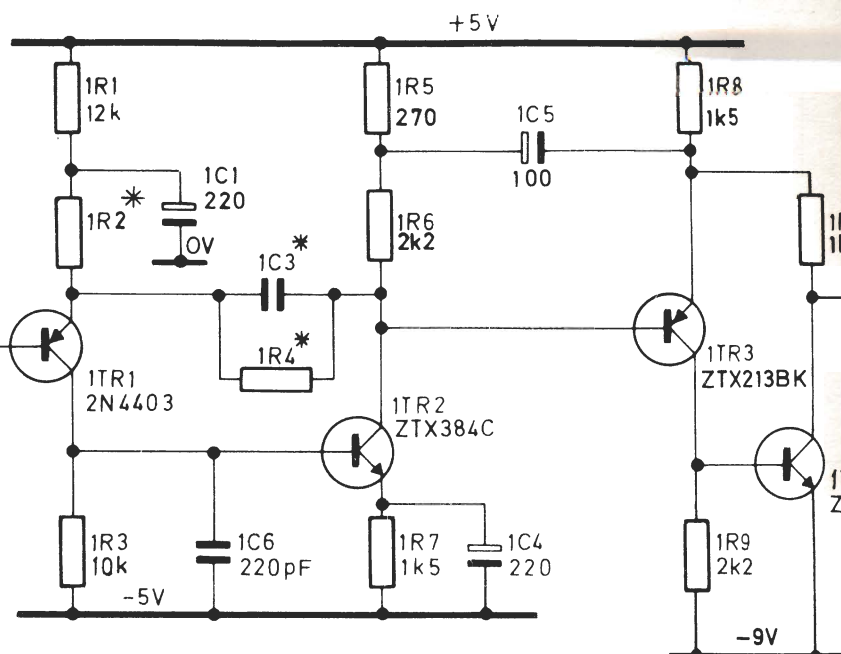 +5V
1R1
12k
1R5
270
1C5
100
1R8
1k5
1R2*
1C1
220
0V
1R6
2k2
1C3*
1R4*
1TR1
2N4403
1TR2
ZTX384C
1TR3
ZTX213BK
1R3
10k
1C6
220pF
1R7
1k5
1C4
220
1R9
2k2
-5V
-9V